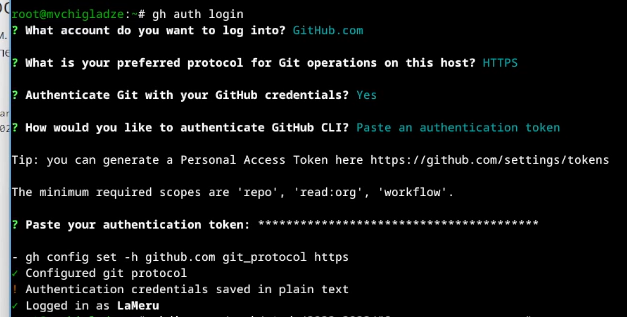 root@mvchigladze:~# gh auth login
? What account do you want to log into? GitHub.com
? What is your preferred protocol for Git operations on this host? HTTPS
? Authenticate Git with your GitHub credentials? Yes
? How would you like to authenticate GitHub CLI? Paste an authentication token
Tip: you can generate a Personal Access Token here https://github.com/settings/tokens
The minimum required scopes are 'repo', 'read:org', 'workflow'.
? Paste your authentication token: ****************************************
- gh config set -h github.com git_protocol https
✓ Configured git protocol
! Authentication credentials saved in plain text
✓ Logged in as LaMeru